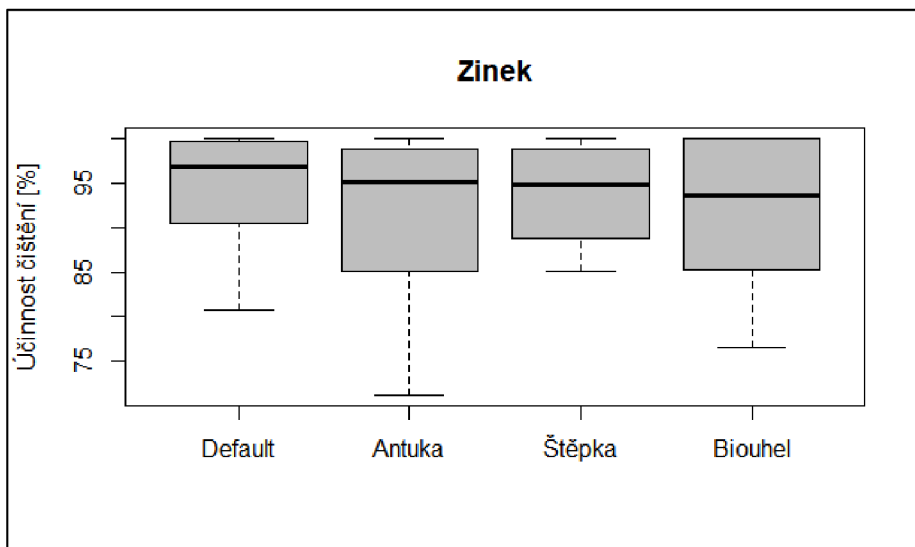 Zinek
Účinnost čištění [%]
95
85
75
Default Antuka Štěpka Biouhel